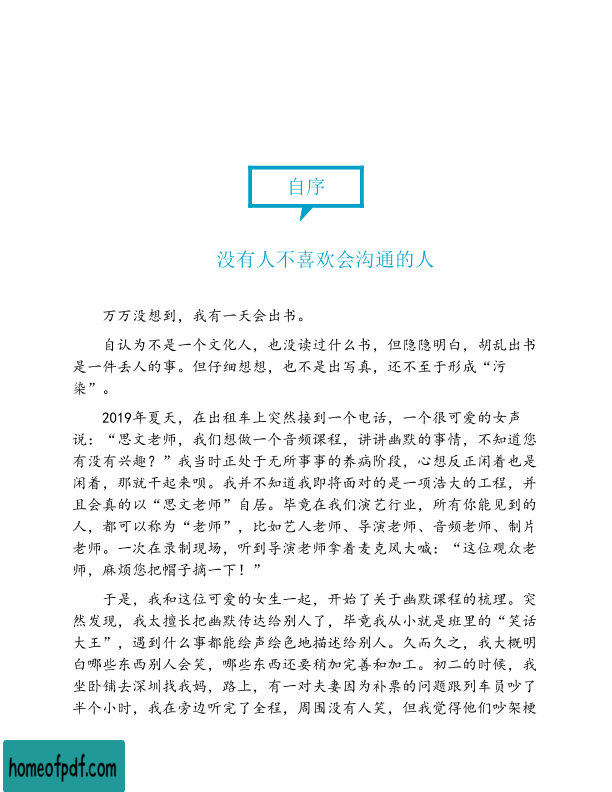 自序
没有人不喜欢会沟通的人
万万没想到，我有一天会出书。
自认为不是一个文化人，也没读过什么书，但隐隐明白，胡乱出书
是一件丢人的事。但仔细想想，也不是出写真，还不至于形成“污
染”。
2019年夏天，在出租车上突然接到一个电话，一个很可爱的女声
说：“思文老师，我们想做一个音频课程，讲讲幽默的事情，不知道您
有没有兴趣？”我当时正处于无所事事的养病阶段，心想反正闲着也是
闲着，那就干起来呗。我并不知道我即将面对的是一项浩大的工程，并
且会真的以“思文老师”自居。毕竟在我们演艺行业，所有你能见到的
人，都可以称为“老师”，比如艺人老师、导演老师、音频老师、制片
老师。一次在录制现场，听到导演老师拿着麦克风大喊：“这位观众老
师，麻烦您把帽子摘一下！”
于是，我和这位可爱的女生一起，开始了关于幽默课程的梳理。突
然发现，我太擅长把幽默传达给别人了，毕竟我从小就是班里的“笑话
大王”，遇到什么事都能绘声绘色地描述给别人。久而久之，我大概明
白哪些东西别人会笑，哪些东西还要稍加完善和加工。初二的时候，我
坐卧铺去深圳找我妈，路上，有一对夫妻因为补票的问题跟列车员吵了
半个小时，我在旁边听完了全程，周围没有人笑，但我觉得他们吵架梗
homeofpdf.com